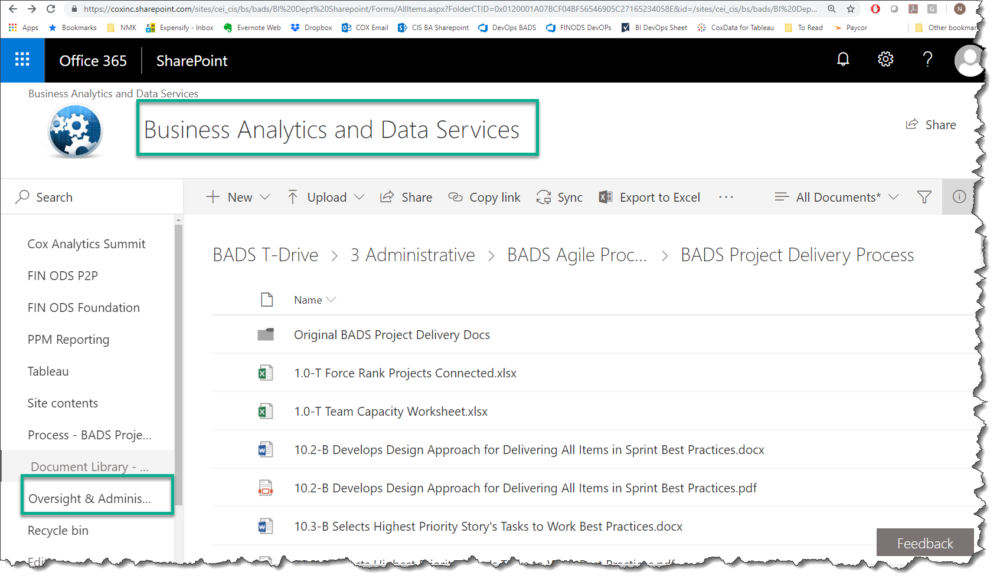 https://coxinc.sharepoint.com/sites/cei_cis/bs/bads/BI%20Dept%20Sharepoint/Forms/AllItems.aspx?FolderCTID=0x0120001A07BCF04BF56546905C27165234058E&id=/sites/cei_cis/bs/bads/BI%20Dep... N
Apps Bookmarks NMK Expensify - Inbox Evernote Web Dropbox COX Email CIS BA Sharepoint DevOps BADS FINODS DevOPs BI DevOps Sheet CoxData for Tableau To Read Paycor Other bookmar
Office 365 SharePoint ?
Business Analytics and Data Services
Business Analytics and Data Services
Share
Search
New Upload Share Copy link Sync Export to Excel ... All Documents*
Cox Analytics Summit
FIN ODS P2P
FIN ODS Foundation
PPM Reporting
Tableau
Site contents
Process - BADS Proje...
Document Library - ...
Oversight & Adminis...
Recycle bin
Edi
BADS T-Drive > 3 Administrative > BADS Agile Proc... > BADS Project Delivery Process
Name
Original BADS Project Delivery Docs
1.0-T Force Rank Projects Connected.xlsx
1.0-T Team Capacity Worksheet.xlsx
10.2-B Develops Design Approach for Delivering All Items in Sprint Best Practices.docx
10.2-B Develops Design Approach for Delivering All Items in Sprint Best Practices.pdf
10.3-B Selects Highest Priority Story's Tasks to Work Best Practices.docx
Feedback